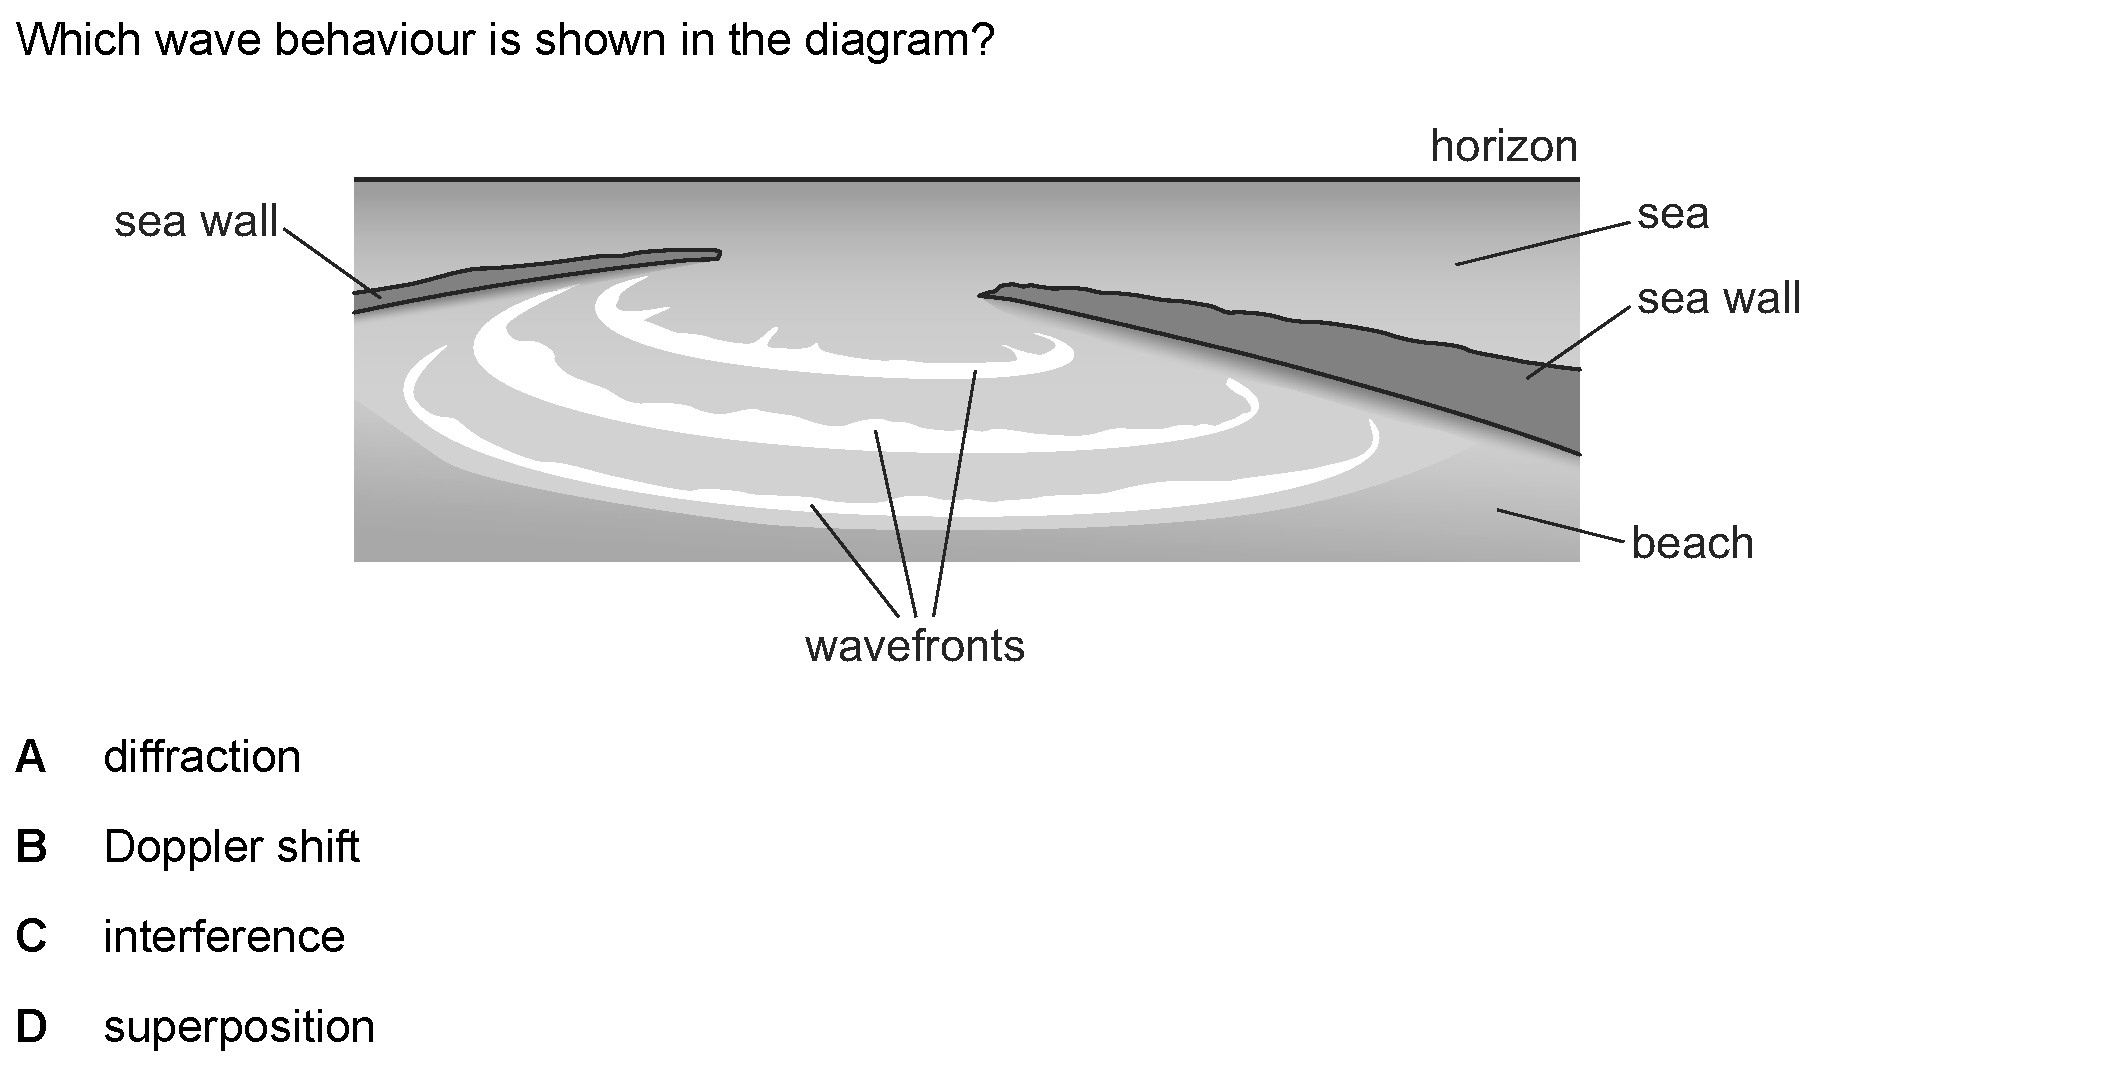 Which wave behaviour is shown in the diagram?
horizon
sea wall
sea
sea wall
beach
wavefronts
A diffraction
B Doppler shift
C interference
D superposition